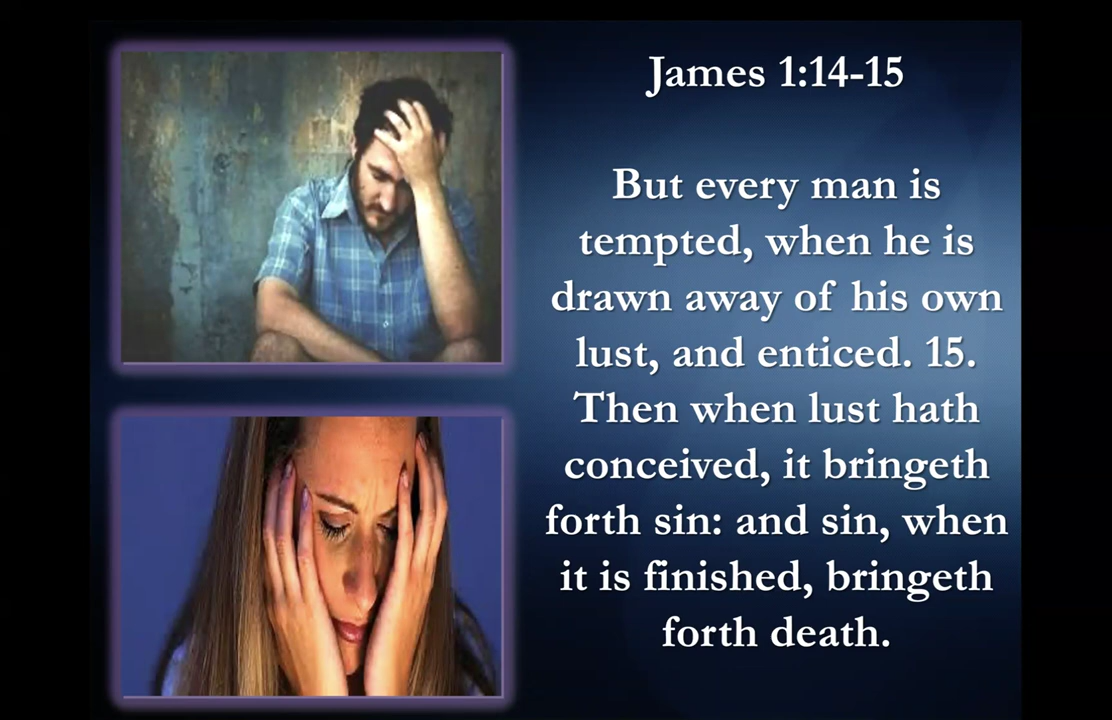 James 1:14-15
But every man is
tempted, when he is
drawn away of his own
lust, and enticed. 15.
Then when lust hath
conceived, it bringeth
forth sin: and sin, when
it is finished, bringeth
forth death.